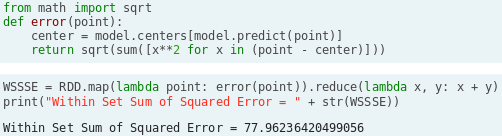 from math import sqrt
def error(point):
    center = model.centers[model.predict(point)]
    return sqrt(sum([x**2 for x in (point - center)]))
WSSSE = RDD.map(lambda point: error(point)).reduce(lambda x, y: x + y)
print("Within Set Sum of Squared Error = " + str(WSSSE))
Within Set Sum of Squared Error = 77.96236420499056